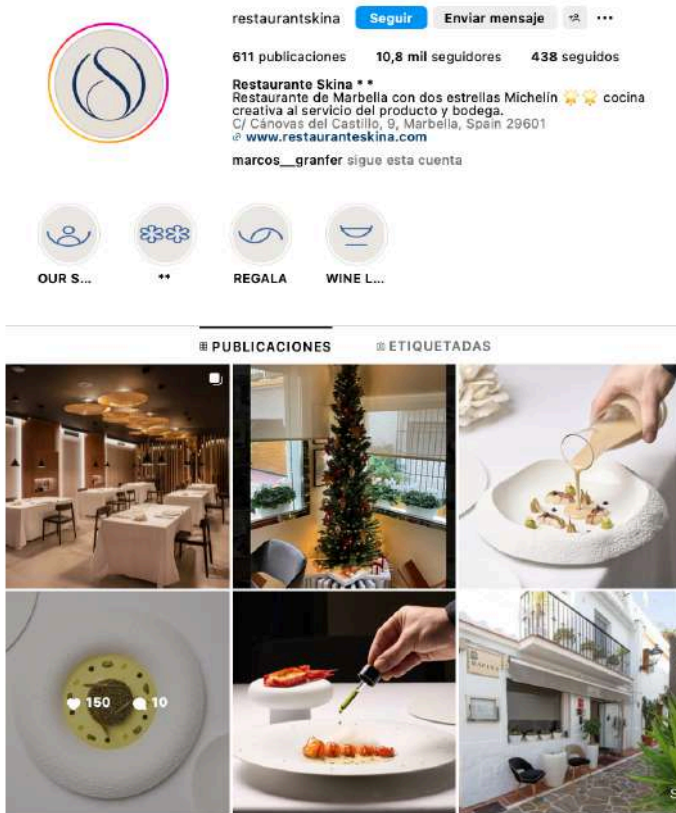 restaurantskina Seguir Enviar mensaje
611 publicaciones 10,8 mil seguidores 438 seguidos
Restaurante Skina * *
Restaurante de Marbella con dos estrellas Michelín 🌟🌟 cocina
creativa al servicio del producto y bodega.
C/ Cánovas del Castillo, 9, Marbella, Spain 29601
www.restauranteskina.com
marcos__granfer sigue esta cuenta
OUR S... ** REGALA WINE L...
PUBLICACIONES ETIQUETADAS
150 10